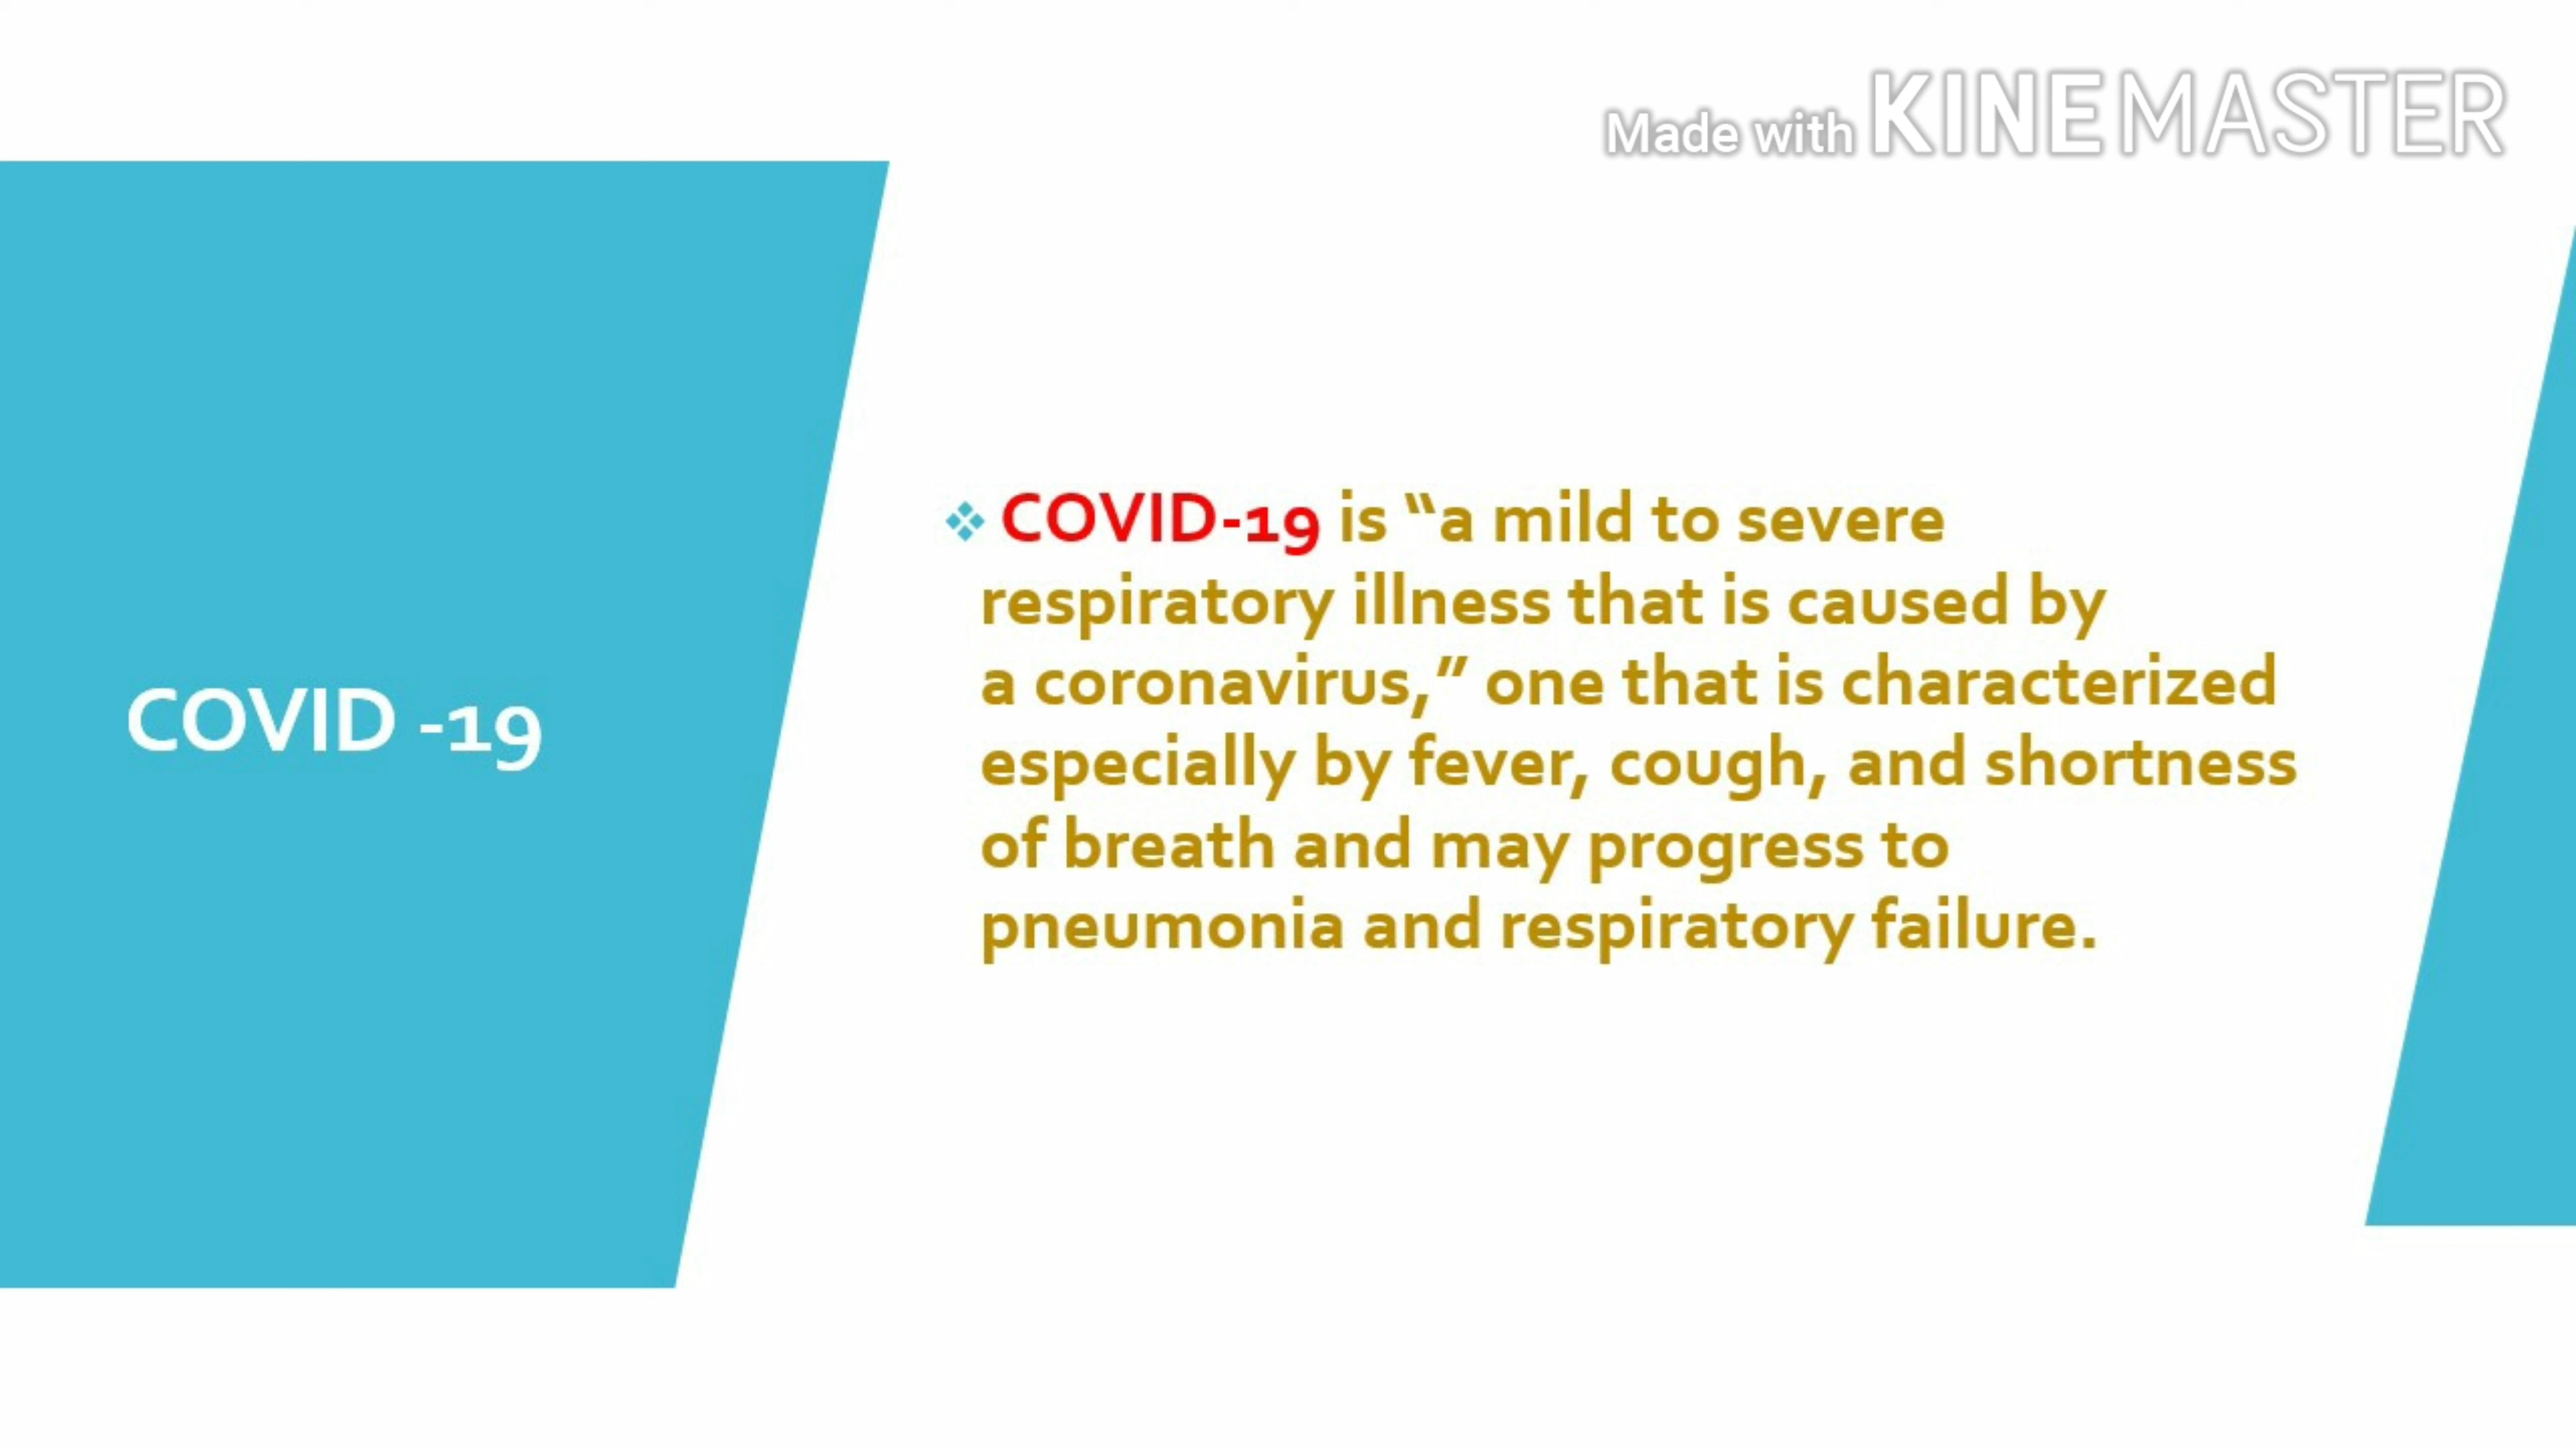 Made with KINEMASTER
COVID -19
❖ COVID-19 is “a mild to severe
respiratory illness that is caused by
a coronavirus,” one that is characterized
especially by fever, cough, and shortness
of breath and may progress to
pneumonia and respiratory failure.